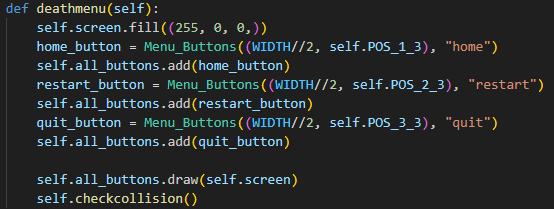 def deathmenu(self):
    self.screen.fill((255, 0, 0,))
    home_button = Menu_Buttons((WIDTH//2, self.POS_1_3), "home")
    self.all_buttons.add(home_button)
    restart_button = Menu_Buttons((WIDTH//2, self.POS_2_3), "restart")
    self.all_buttons.add(restart_button)
    quit_button = Menu_Buttons((WIDTH//2, self.POS_3_3), "quit")
    self.all_buttons.add(quit_button)

    self.all_buttons.draw(self.screen)
    self.checkcollision()